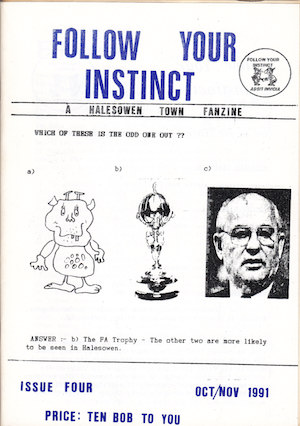 FOLLOW YOUR
INSTINCT
FOLLOW YOUR
INSTINCT
ADSIT INVIDIA
A HALESOWEN TOWN FANZINE
WHICH OF THESE IS THE ODD ONE OUT ??
a)
b)
c)
ANSWER :- b) The FA Trophy - The other two are more likely
to be seen in Halesowen.
ISSUE FOUR
OCT/NOV 1991
PRICE: TEN BOB TO YOU